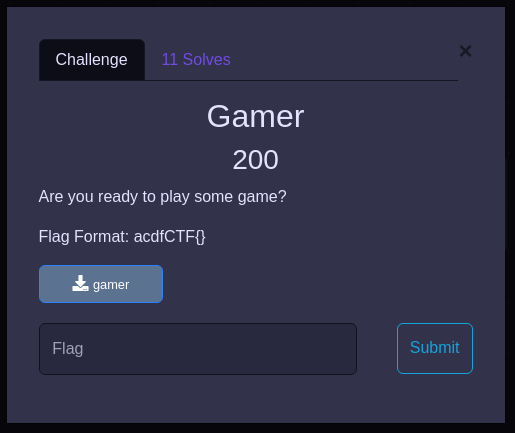 Challenge
11 Solves
×
Gamer
200
Are you ready to play some game?
Flag Format: acdfCTF{}
gamer
Flag
Submit